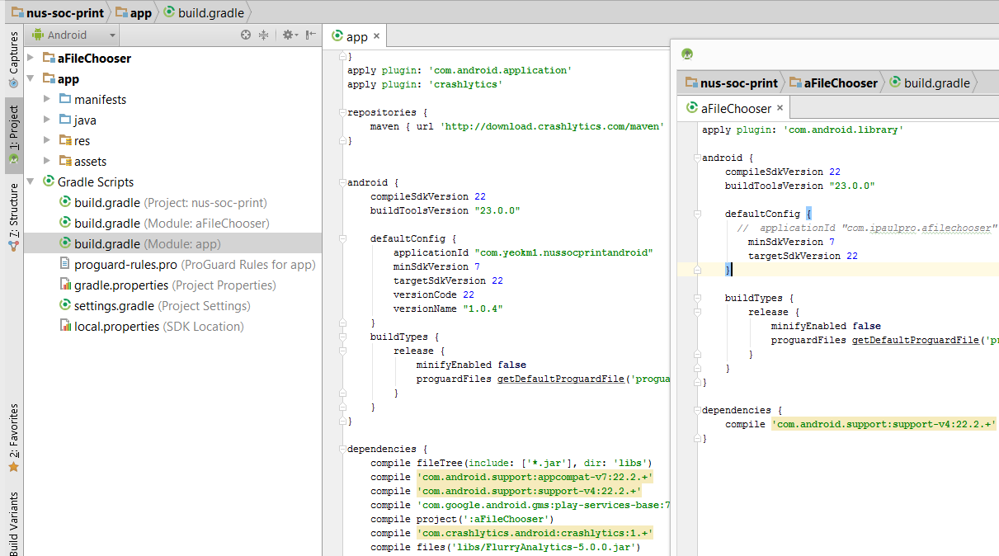 nus-soc-print app build.gradle
Android
Captures
1: Project
7: Structure
2: Favorites
Build Variants
aFileChooser
app
manifests
java
res
assets
Gradle Scripts
build.gradle (Project: nus-soc-print)
build.gradle (Module: aFileChooser)
build.gradle (Module: app)
proguard-rules.pro (ProGuard Rules for app)
gradle.properties (Project Properties)
settings.gradle (Project Settings)
local.properties (SDK Location)
app ×
}
apply plugin: 'com.android.application'
apply plugin: 'crashlytics'
repositories {
maven { url 'http://download.crashlytics.com/maven'
}
android {
compileSdkVersion 22
buildToolsVersion "23.0.0"
defaultConfig {
applicationId "com.yeokm1.nussocprintandroid"
minSdkVersion 7
targetSdkVersion 22
versionCode 22
versionName "1.0.4"
}
buildTypes {
release {
minifyEnabled false
proguardFiles getDefaultProguardFile('progua
}
}
}
dependencies {
compile fileTree(include: ['*.jar'], dir: 'libs')
compile 'com.android.support:appcompat-v7:22.2.+'
compile 'com.android.support:support-v4:22.2.+'
compile 'com.google.android.gms:play-services-base:7
compile project(':aFileChooser')
compile 'com.crashlytics.android:crashlytics:1.+'
compile files('libs/FlurryAnalytics-5.0.0.jar')
nus-soc-print aFileChooser build.gradle
aFileChooser ×
apply plugin: 'com.android.library'
android {
compileSdkVersion 22
buildToolsVersion "23.0.0"
defaultConfig {
// applicationId "com.ipaulpro.afilechooser"
minSdkVersion 7
targetSdkVersion 22
}
buildTypes {
release {
minifyEnabled false
proguardFiles getDefaultProguardFile('pr
}
}
}
dependencies {
compile 'com.android.support:support-v4:22.2.+'
}